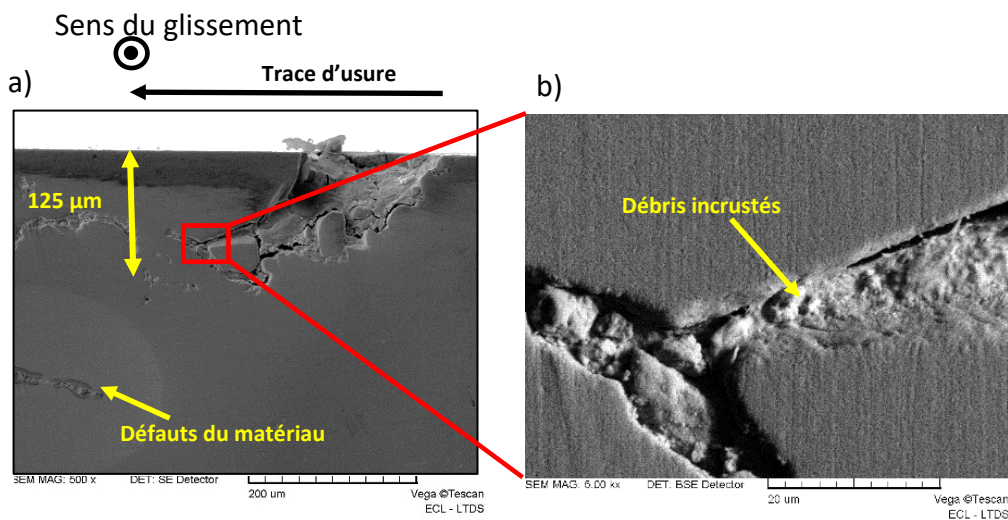 Sens du glissement
a)
Trace d'usure
b)
125 µm
Débris incrustés
Défauts du matériau
SEM MAG: 500 x DET: SE Detector
200 um Vega ©Tescan
ECL - LTDS
SEM MAG: 5.00 kx DET: BSE Detector
20 um Vega ©Tescan
ECL - LTDS